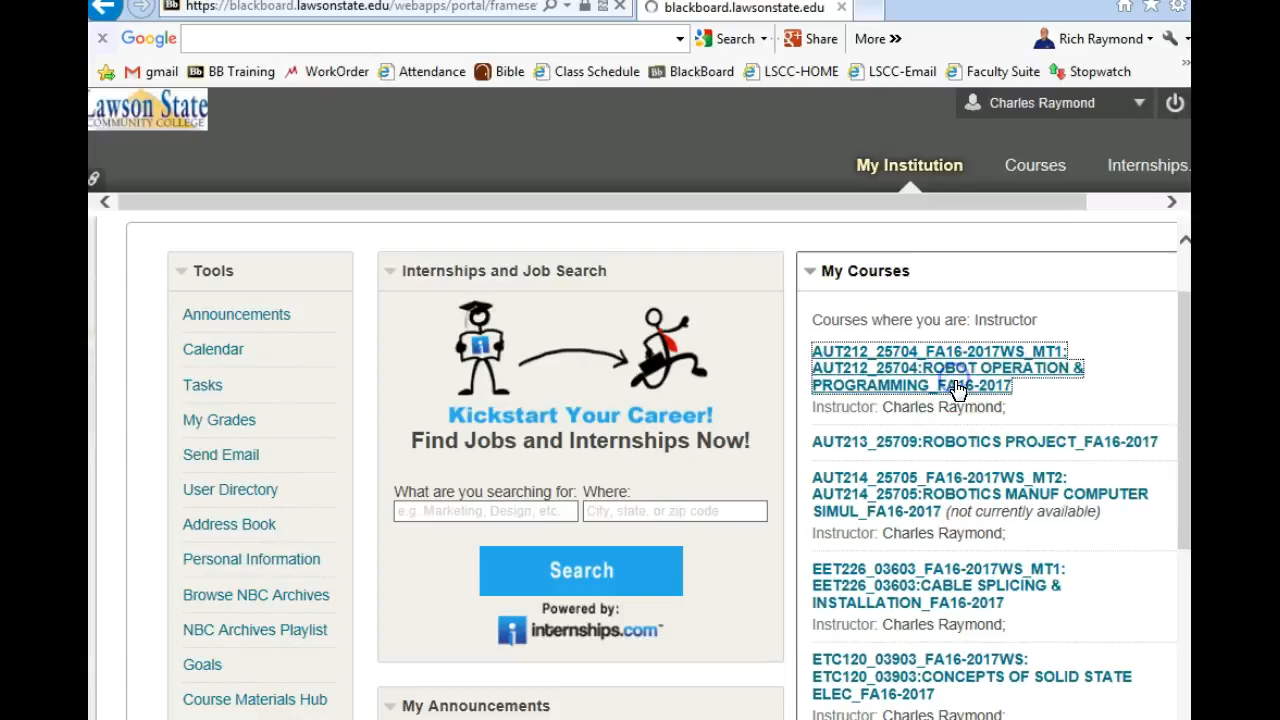 https://blackboard.lawsonstate.edu/webapps/portal/framese
blackboard.lawsonstate.edu
Google
Search
Share
More »
Rich Raymond
gmail
BB Training
WorkOrder
Attendance
Bible
Class Schedule
BlackBoard
LSCC-HOME
LSCC-Email
Faculty Suite
Stopwatch
Lawson State
COMMUNITY COLLEGE
Charles Raymond
My Institution
Courses
Internships.
Tools
Announcements
Calendar
Tasks
My Grades
Send Email
User Directory
Address Book
Personal Information
Browse NBC Archives
NBC Archives Playlist
Goals
Course Materials Hub
Internships and Job Search
Kickstart Your Career!
Find Jobs and Internships Now!
What are you searching for: Where:
e.g. Marketing, Design, etc. City, state, or zip code
Search
Powered by:
internships.com™
My Announcements
My Courses
Courses where you are: Instructor
AUT212_25704_FA16-2017WS_MT1:
AUT212_25704:ROBOT OPERATION &
PROGRAMMING_FA16-2017
Instructor: Charles Raymond;
AUT213_25709:ROBOTICS PROJECT_FA16-2017
AUT214_25705_FA16-2017WS_MT2:
AUT214_25705:ROBOTICS MANUF COMPUTER
SIMUL_FA16-2017 (not currently available)
Instructor: Charles Raymond;
EET226_03603_FA16-2017WS_MT1:
EET226_03603:CABLE SPLICING &
INSTALLATION_FA16-2017
Instructor: Charles Raymond;
ETC120_03903_FA16-2017WS:
ETC120_03903:CONCEPTS OF SOLID STATE
ELEC_FA16-2017
Instructor: Charles Raymond;